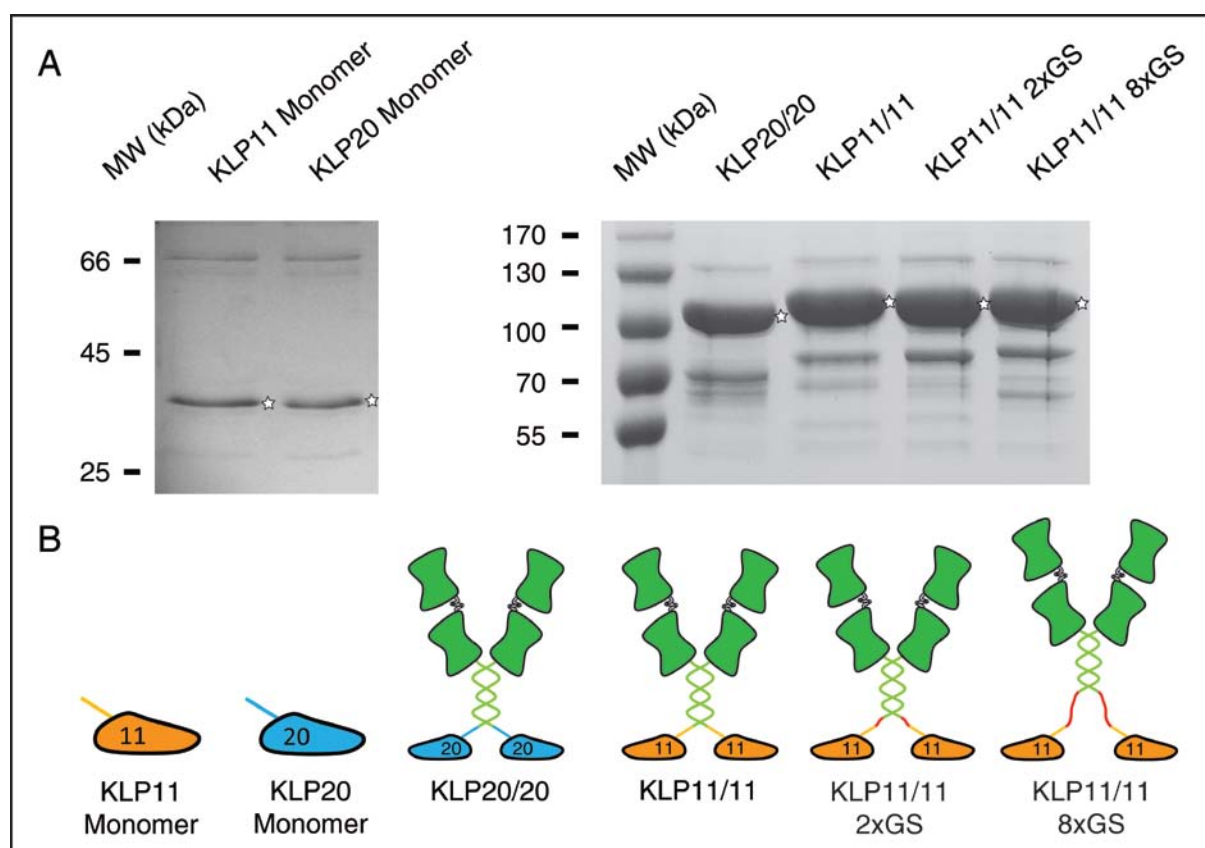 A
MW (kDa)
KLP11 Monomer
KLP20 Monomer
66
45
25
MW (kDa)
KLP20/20
KLP11/11
KLP11/11 2xGS
KLP11/11 8xGS
170
130
100
70
55
B
11
KLP11
Monomer
20
KLP20
Monomer
20 20
KLP20/20
11 11
KLP11/11
11 11
KLP11/11
2xGS
11 11
KLP11/11
8xGS